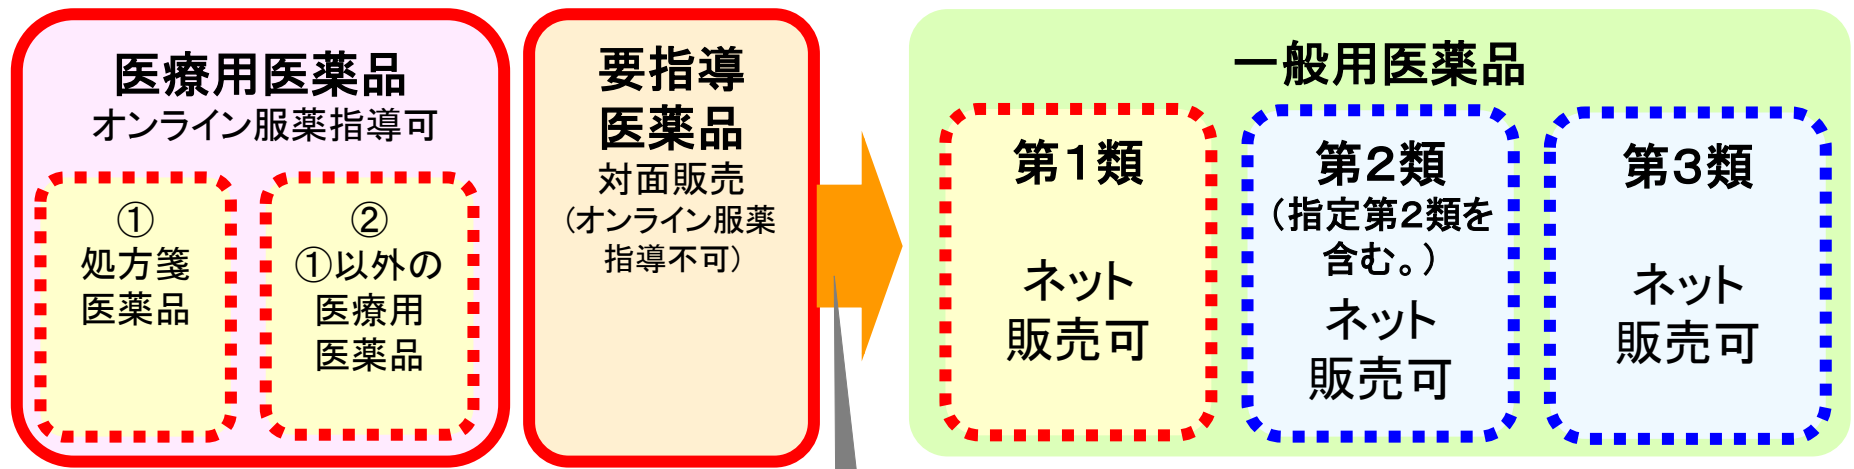 医療用医薬品
オンライン服薬指導可
①
処方箋
医薬品
②
①以外の
医療用
医薬品
要指導
医薬品
対面販売
(オンライン服薬
指導不可)
一般用医薬品
第1類
ネット
販売可
第2類
(指定第2類を
含む。)
ネット
販売可
第3類
ネット
販売可